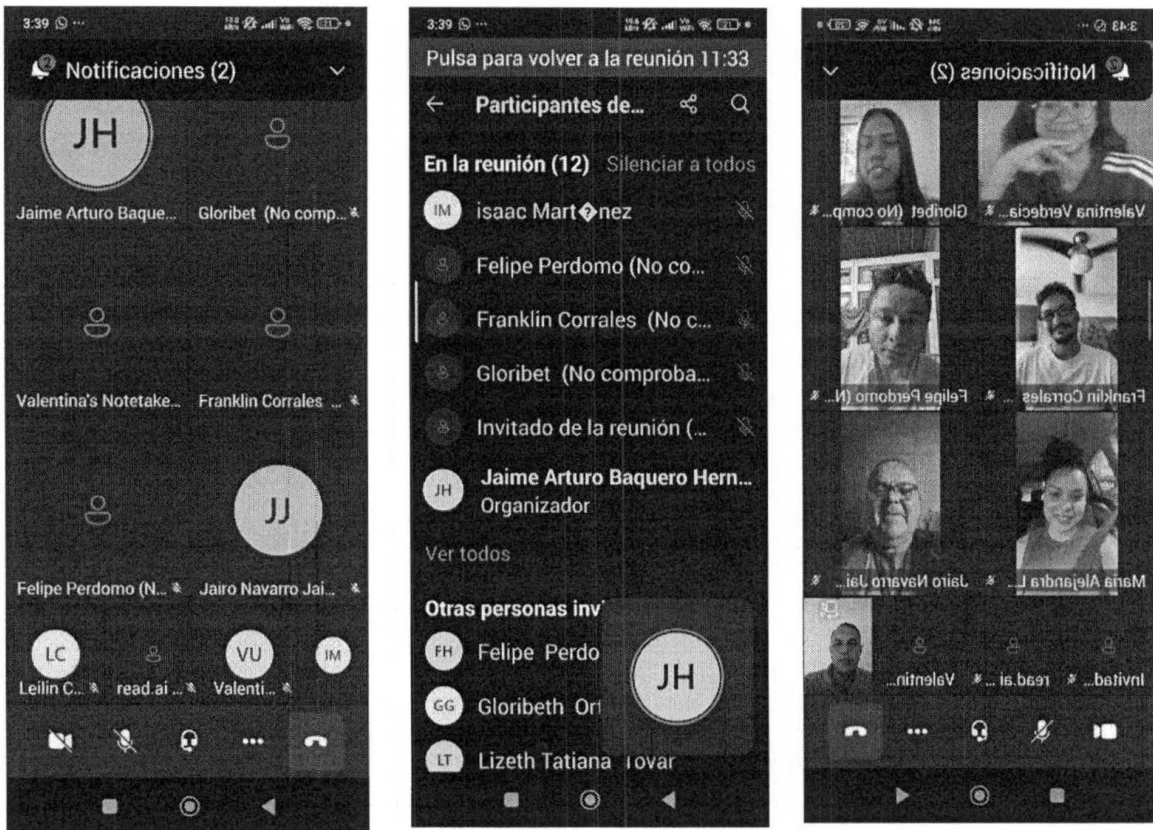 3:39 ...
Notificaciones (2)
JH
Jaime Arturo Baque...
Gloribet (No comp...
Valentina's Notetake...
Franklin Corrales ...
Felipe Perdomo (N...
JJ
Jairo Navarro Jai...
LC
Leilin C...
read.ai ...
VU
Valenti...
IM
3:39 ...
Pulsa para volver a la reunión 11:33
Participantes de...
En la reunión (12) Silenciar a todos
IM isaac Mart�nez
Felipe Perdomo (No co...
Franklin Corrales (No c...
Gloribet (No comproba...
Invitado de la reunión (...
JH Jaime Arturo Baquero Hern...
Organizador
Ver todos
Otras personas inv
FH Felipe Perdo
GG Gloribeth Ort
LT Lizeth Tatiana Tovar
JH
3:43 ...
Notificaciones (2)
Valentina Verdecia...
Gloribet (No comp...
Franklin Corrales ...
Felipe Perdomo (N...
Maria Alejandra L...
Jairo Navarro Jai...
Invitad...
read.ai ...
Valentin...